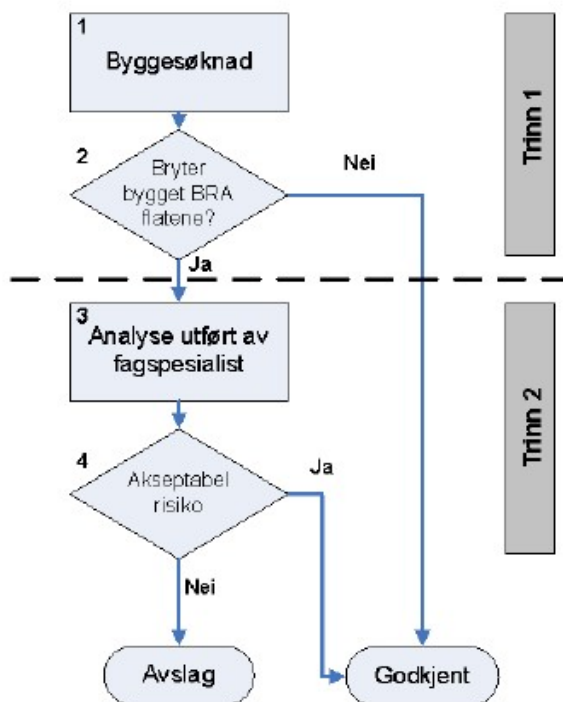 1
Byggesøknad
Trinn 1
2
Bryter
bygget BRA
flatene?
Nei
Ja
3
Analyse utført av
fagspesialist
Trinn 2
4
Akseptabel
risiko
Ja
Nei
Avslag
Godkjent